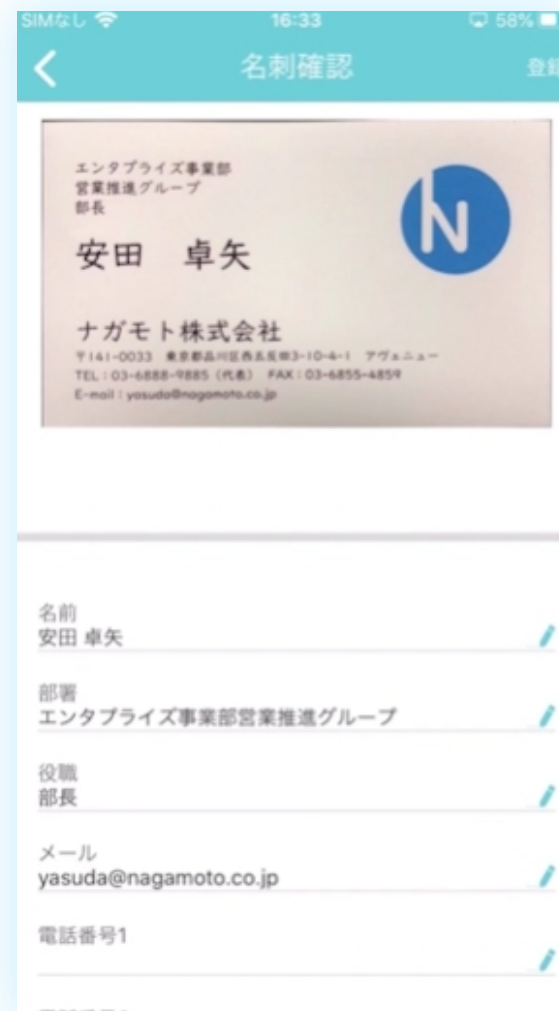 SIMなし 16:33 58%
名刺確認 登録
エンタプライズ事業部
営業推進グループ
部長
安田 卓矢
N
ナガモト株式会社
〒141-0033 東京都品川区西五反田3-10-4-1 アヴェニュー
TEL:03-6888-9885(代表) FAX:03-6855-4859
E-mail:yasuda@nagamoto.co.jp
名前
安田 卓矢
部署
エンタプライズ事業部営業推進グループ
役職
部長
メール
yasuda@nagamoto.co.jp
電話番号1